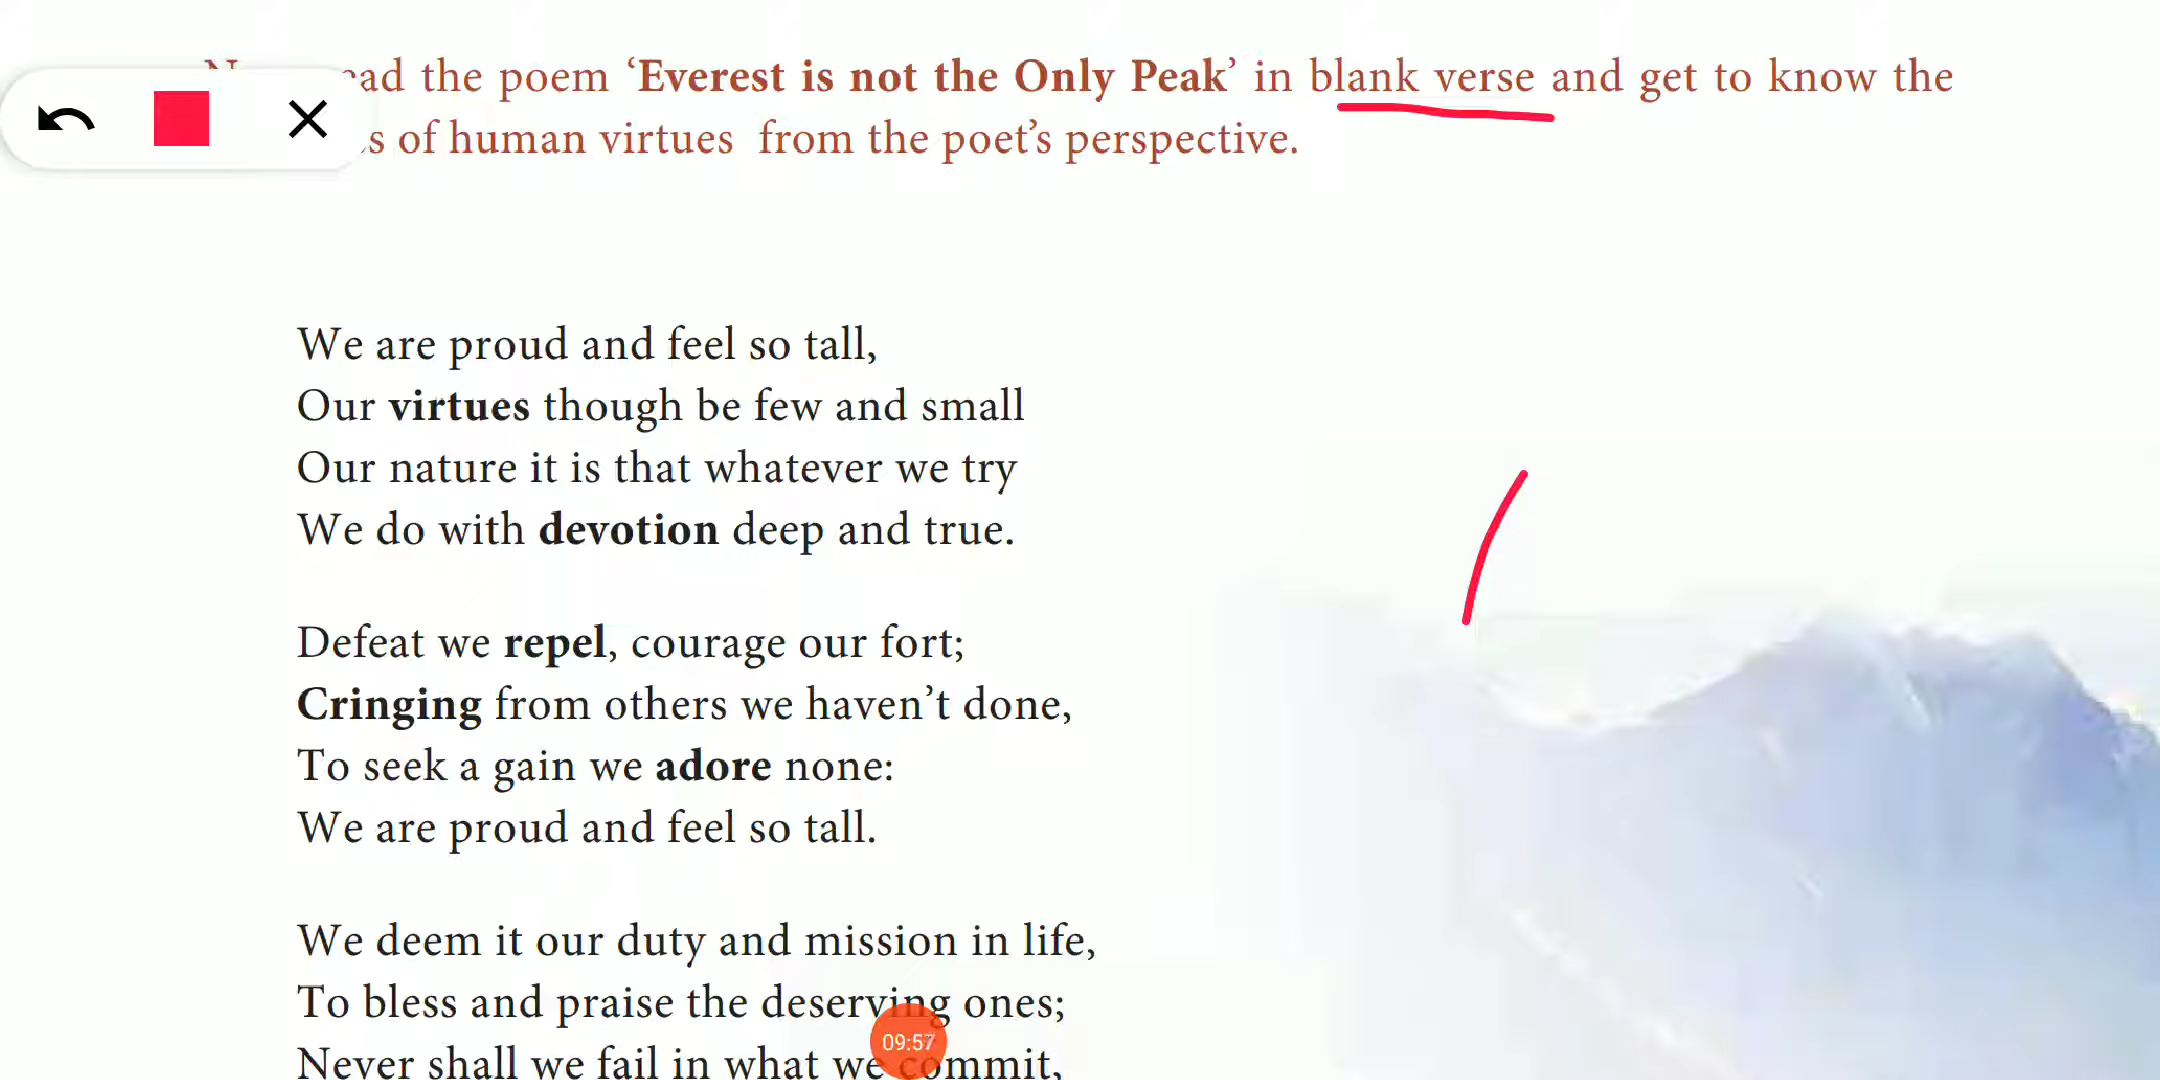 ad the poem ‘Everest is not the Only Peak’ in blank verse and get to know the
s of human virtues from the poet’s perspective.
We are proud and feel so tall,
Our virtues though be few and small
Our nature it is that whatever we try
We do with devotion deep and true.
Defeat we repel, courage our fort;
Cringing from others we haven’t done,
To seek a gain we adore none:
We are proud and feel so tall.
We deem it our duty and mission in life,
To bless and praise the deserving ones;
Never shall we fail in what we commit,
09:57